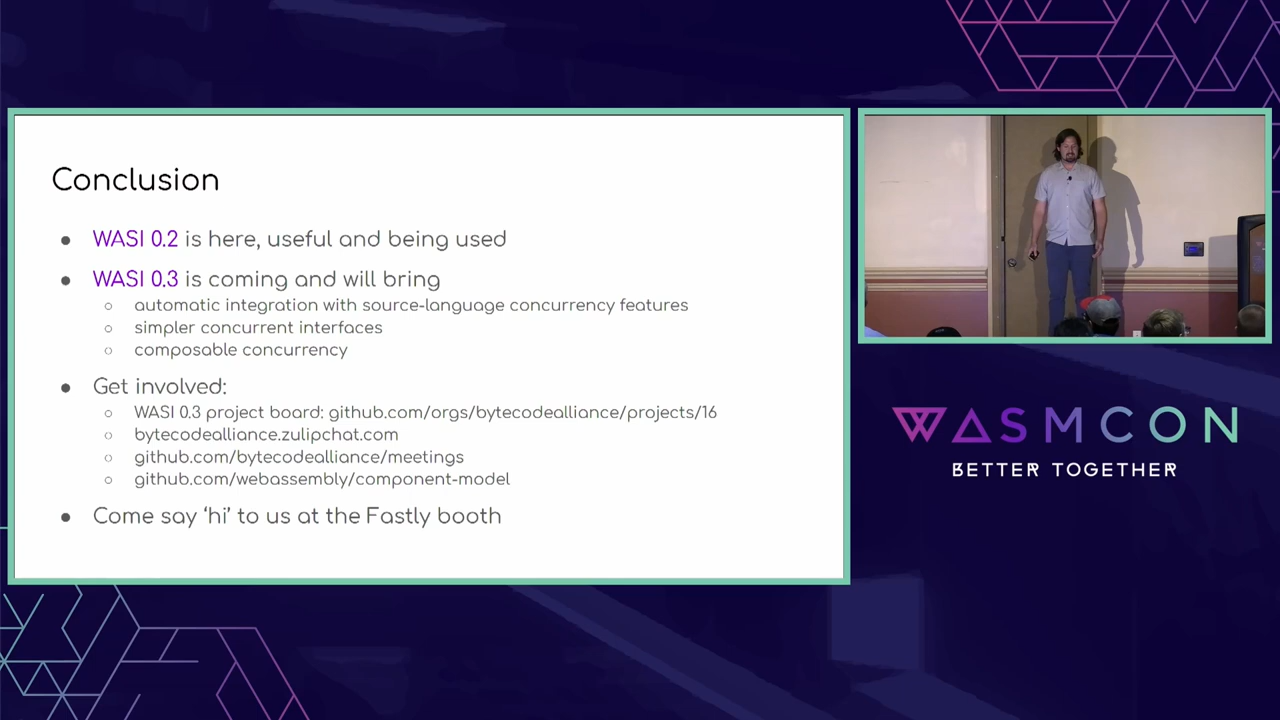 Conclusion
● WASI 0.2 is here, useful and being used
● WASI 0.3 is coming and will bring
○ automatic integration with source-language concurrency features
○ simpler concurrent interfaces
○ composable concurrency
● Get involved:
○ WASI 0.3 project board: github.com/orgs/bytecodealliance/projects/16
○ bytecodealliance.zulipchat.com
○ github.com/bytecodealliance/meetings
○ github.com/webassembly/component-model
● Come say ‘hi’ to us at the Fastly booth
WASMCON
BETTER TOGETHER